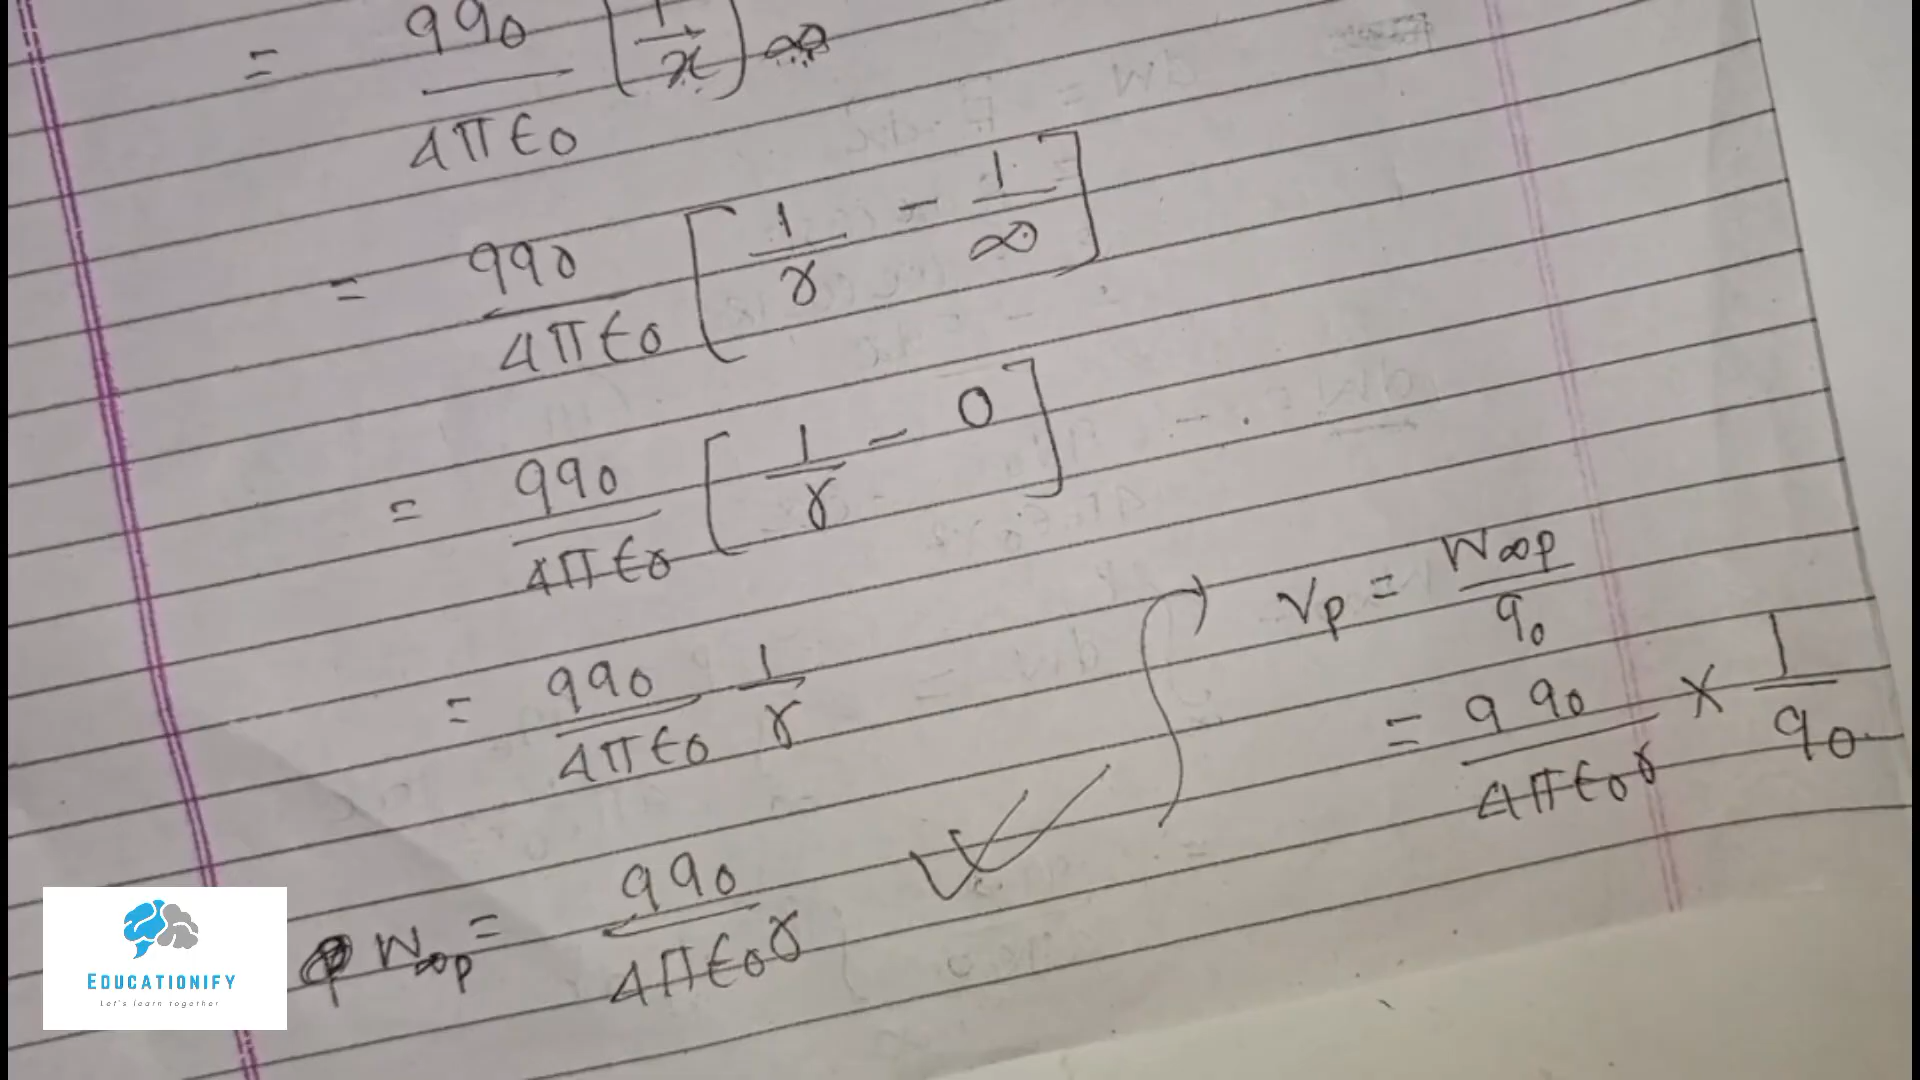 = qq₀/4πϵ₀ (1/x)∞
= qq₀/4πϵ₀ [1/r - 1/∞]
= qq₀/4πϵ₀ [1/r - 0]
= qq₀/4πϵ₀ 1/r
W∞p = qq₀/4πϵ₀r
Vp = W∞p/q₀
= q q₀/4πϵ₀r × 1/q₀
EDUCATIONIFY
Let's learn together